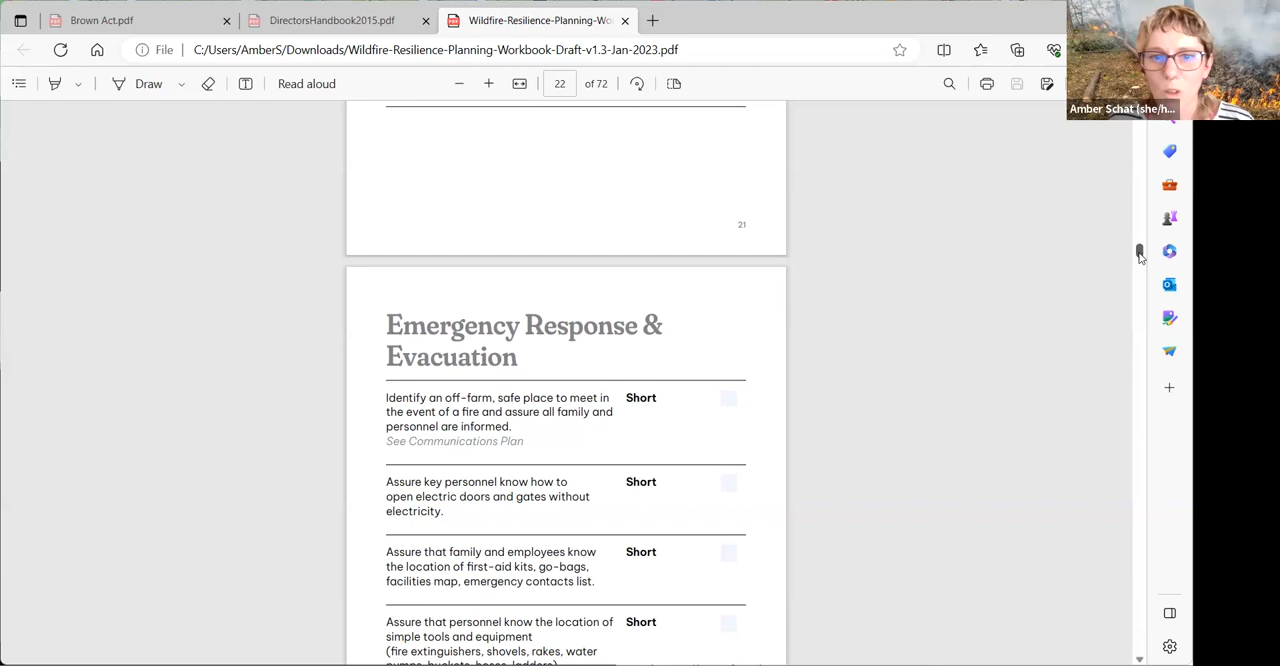 Brown Act.pdf
DirectorsHandbook2015.pdf
Wildfire-Resilience-Planning-Wo
File
C:/Users/AmberS/Downloads/Wildfire-Resilience-Planning-Workbook-Draft-v1.3-Jan-2023.pdf
Draw
Read aloud
22 of 72
Amber Schat (she/h...
21
Emergency Response &
Evacuation
Identify an off-farm, safe place to meet in Short
the event of a fire and assure all family and
personnel are informed.
See Communications Plan
Assure key personnel know how to Short
open electric doors and gates without
electricity.
Assure that family and employees know Short
the location of first-aid kits, go-bags,
facilities map, emergency contacts list.
Assure that personnel know the location of Short
simple tools and equipment
(fire extinguishers, shovels, rakes, water
pumps, buckets, hoses, ladders)